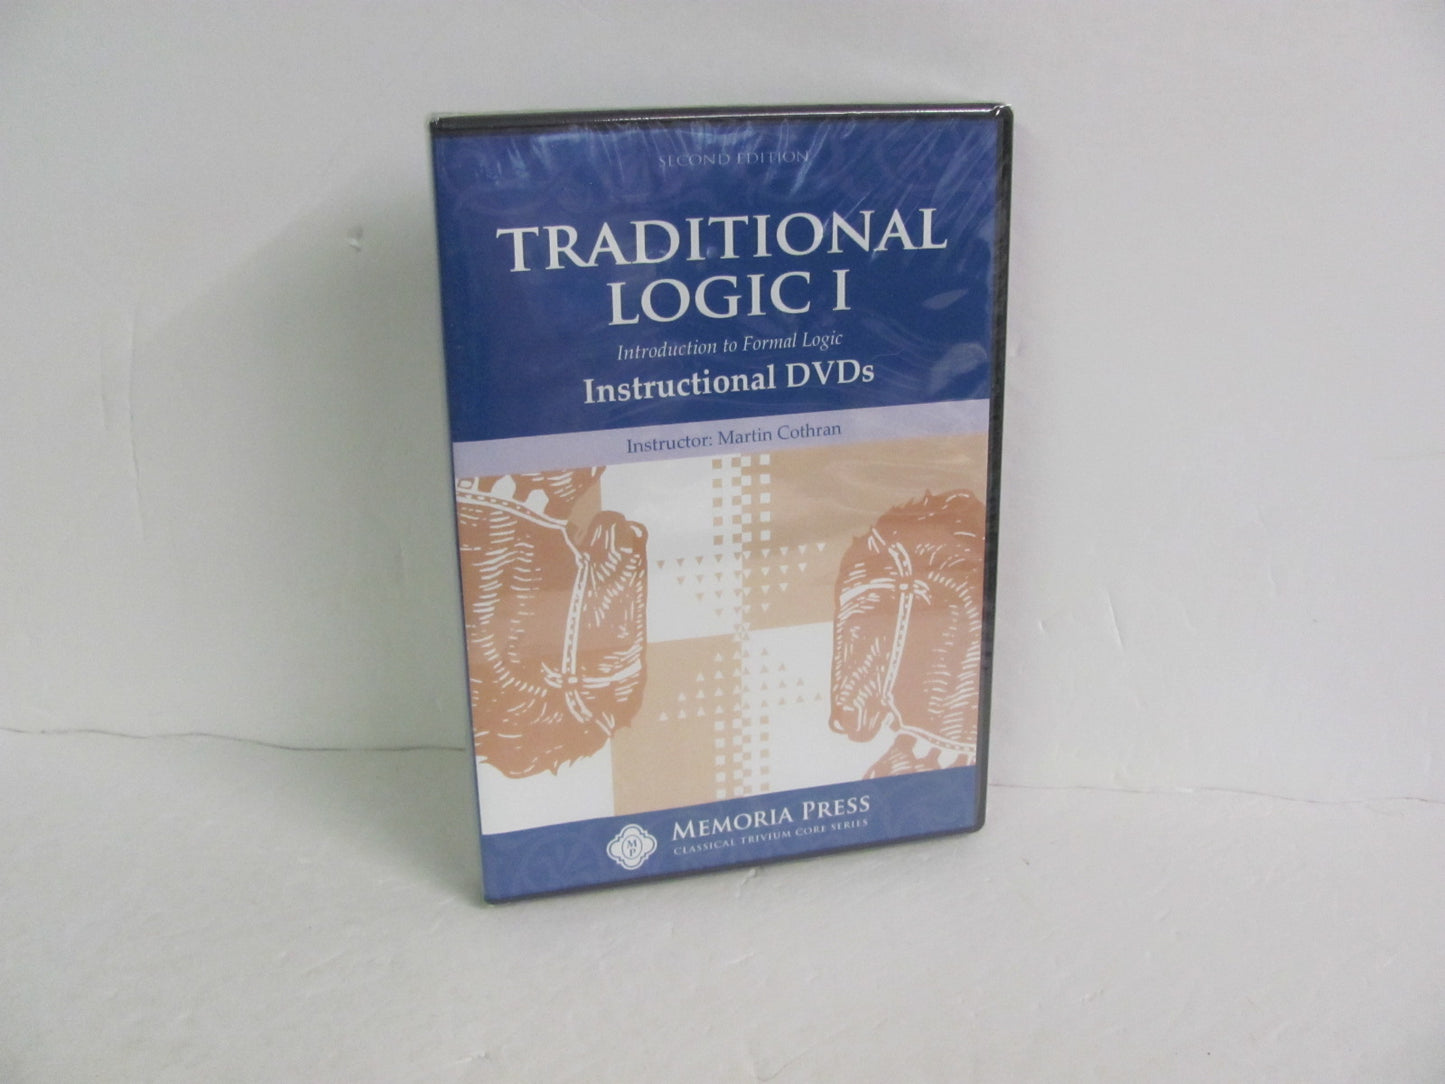 SECOND EDITION
TRADITIONAL
LOGIC I
Introduction to Formal Logic
Instructional DVDs
Instructor: Martin Cothran
M
P
MEMORIA PRESS
CLASSICAL TRIVIUM CORE SERIES